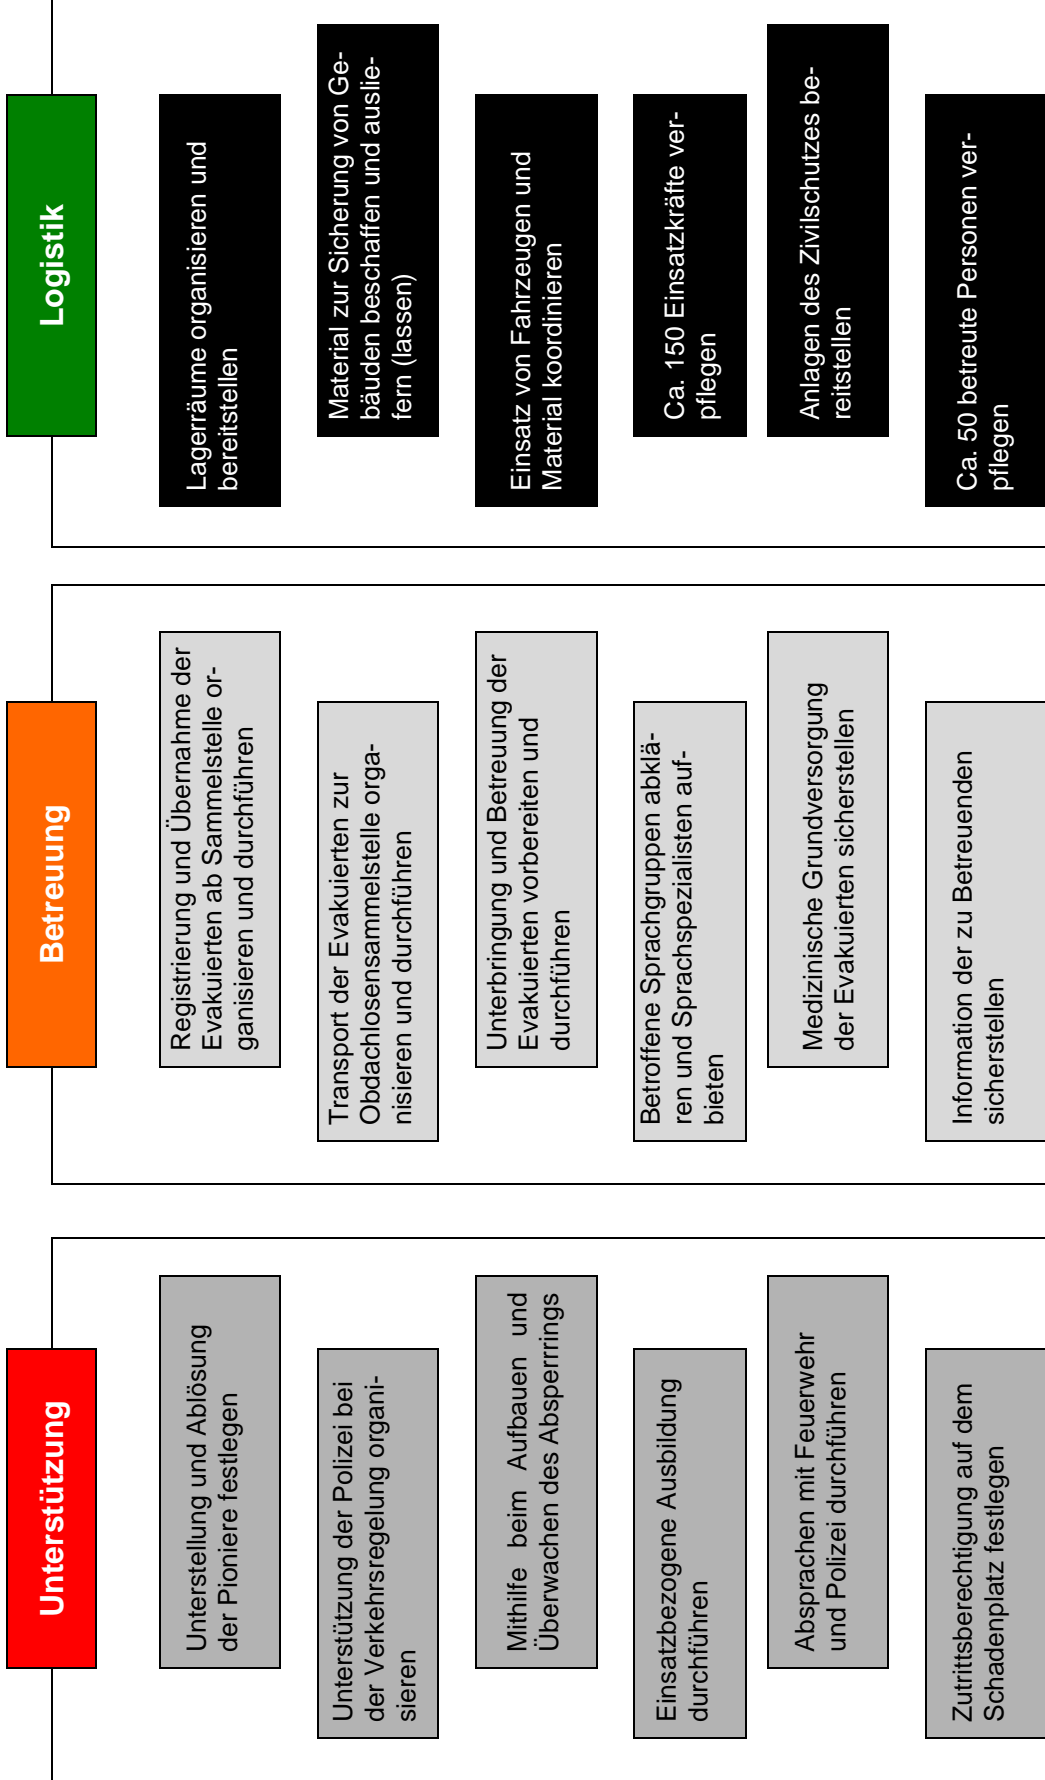 Unterstützung
Unterstellung und Ablösung
der Pioniere festlegen
Unterstützung der Polizei bei
der Verkehrsregelung organi-
sieren
Mithilfe beim Aufbauen und
Überwachen des Absperrrings
Einsatzbezogene Ausbildung
durchführen
Absprachen mit Feuerwehr
und Polizei durchführen
Zutrittsberechtigung auf dem
Schadenplatz festlegen
Betreuung
Registrierung und Übernahme der
Evakuierten ab Sammelstelle or-
ganisieren und durchführen
Transport der Evakuierten zur
Obdachlosensammelstelle orga-
nisieren und durchführen
Unterbringung und Betreuung der
Evakuierten vorbereiten und
durchführen
Betroffene Sprachgruppen abklä-
ren und Sprachspezialisten auf-
bieten
Medizinische Grundversorgung
der Evakuierten sicherstellen
Information der zu Betreuenden
sicherstellen
Logistik
Lagerräume organisieren und
bereitstellen
Material zur Sicherung von Ge-
bäuden beschaffen und auslie-
fern (lassen)
Einsatz von Fahrzeugen und
Material koordinieren
Ca. 150 Einsatzkräfte ver-
pflegen
Anlagen des Zivilschutzes be-
reitstellen
Ca. 50 betreute Personen ver-
pflegen